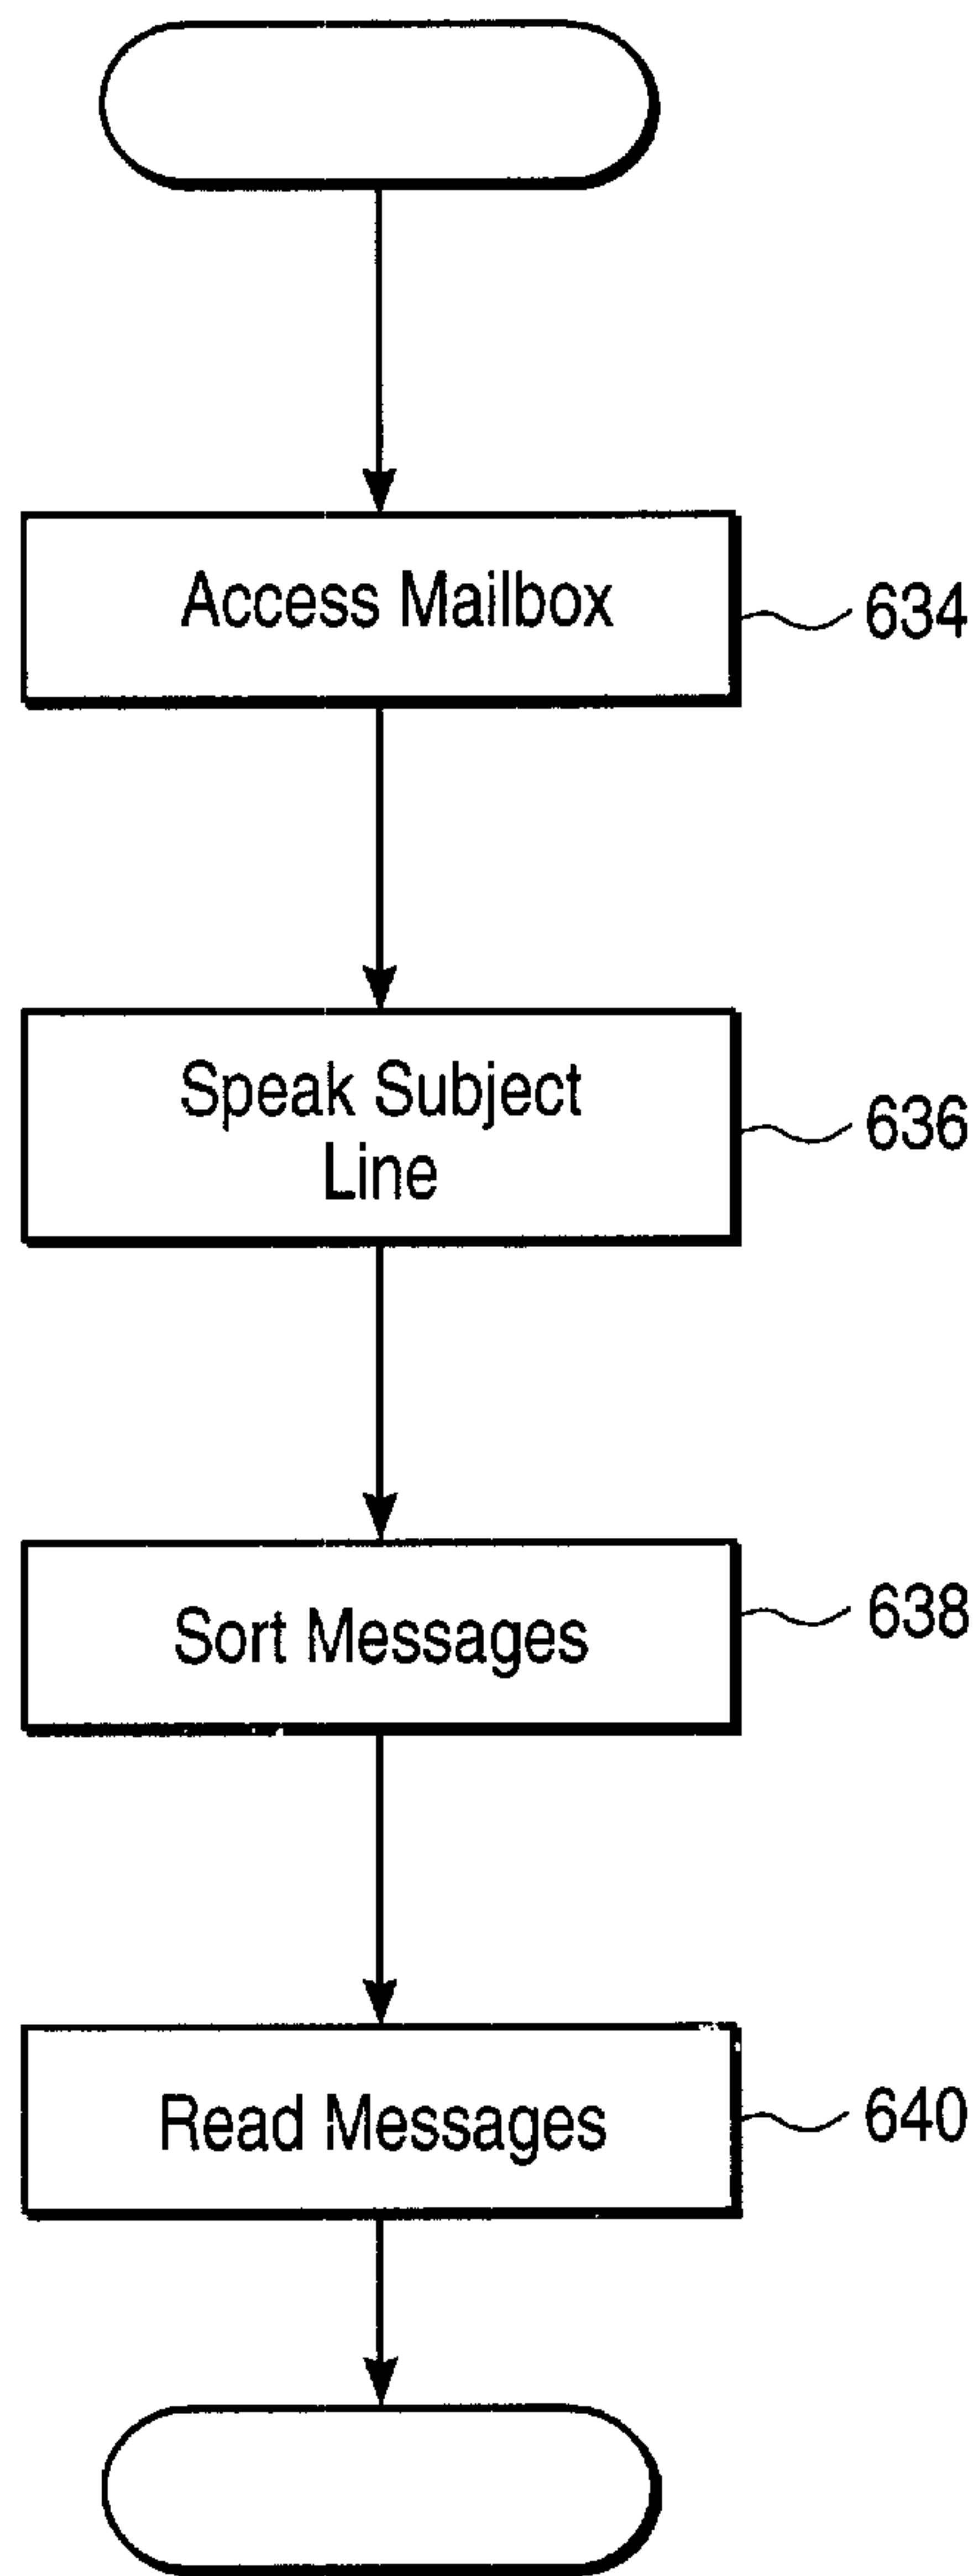 Access Mailbox
634
Speak Subject
Line
636
Sort Messages
638
Read Messages
640